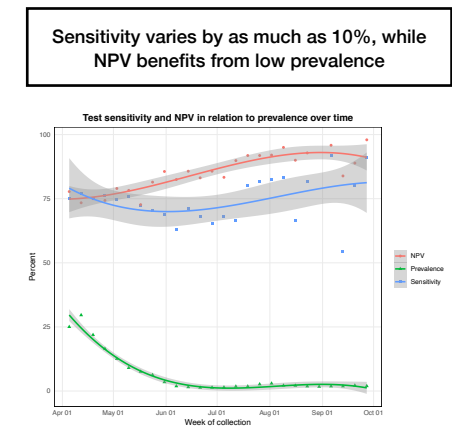 Sensitivity varies by as much as 10%, while
NPV benefits from low prevalence
Test sensitivity and NPV in relation to prevalence over time
100
75
50
25
0
Percent
Apr 01 May 01 Jun 01 Jul 01 Aug 01 Sep 01 Oct 01
Week of collection
NPV
Prevalence
Sensitivity